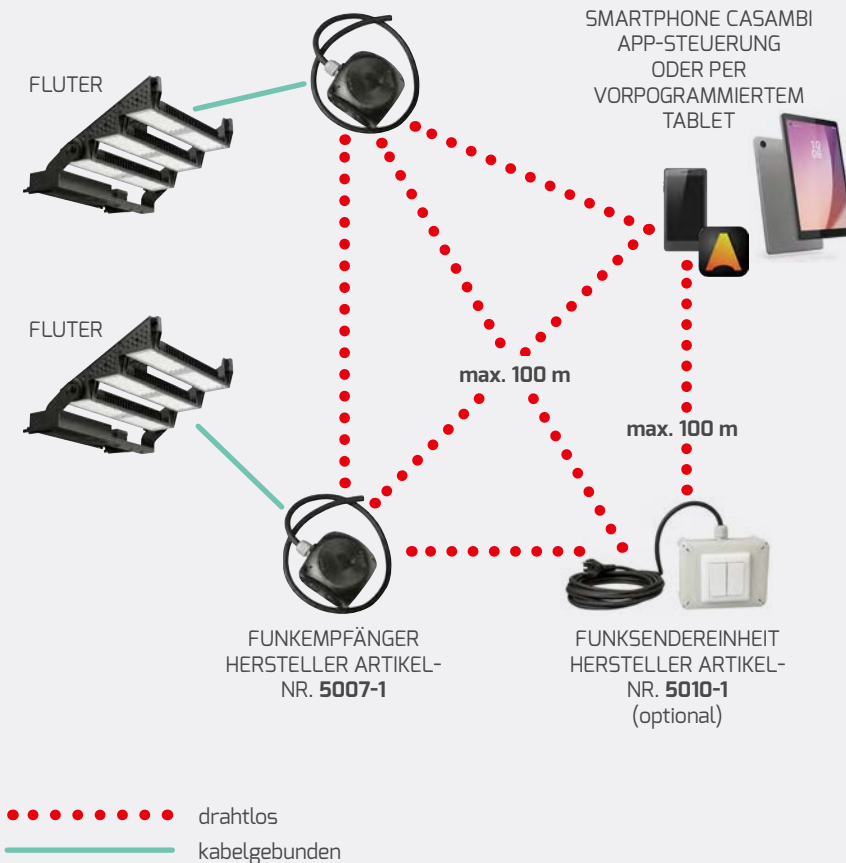 SMARTPHONE CASAMBI
APP-STEUERUNG
ODER PER
VORPOGRAMMIERTEM
TABLET
FLUTER
FLUTER
max. 100 m
max. 100 m
FUNKEMPFÄNGER
HERSTELLER ARTIKEL-
NR. 5007-1
FUNKSENDEREINHEIT
HERSTELLER ARTIKEL-
NR. 5010-1
(optional)
drahtlos
kabelgebunden